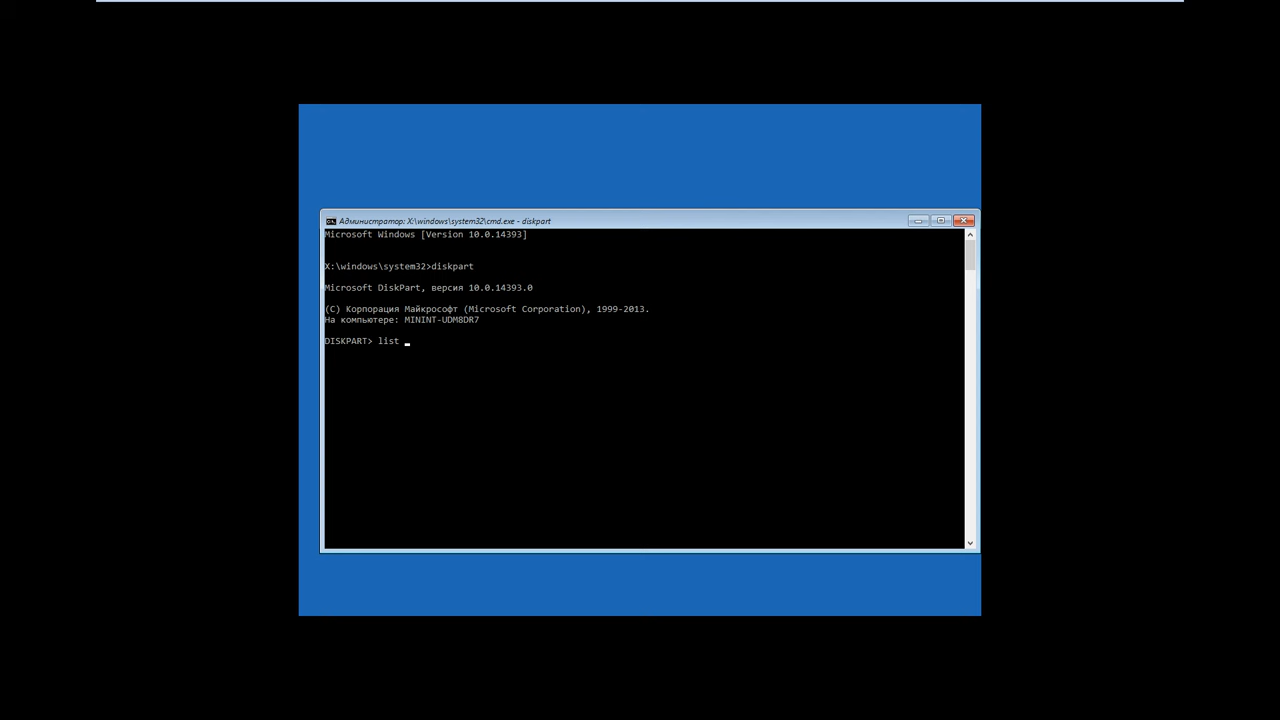 Администратор: X:\windows\system32\cmd.exe - diskpart
Microsoft Windows [Version 10.0.14393]
X:\windows\system32>diskpart
Microsoft DiskPart, версия 10.0.14393.0
(C) Корпорация Майкрософт (Microsoft Corporation), 1999-2013.
На компьютере: MININT-UDM8DR7
DISKPART> list _